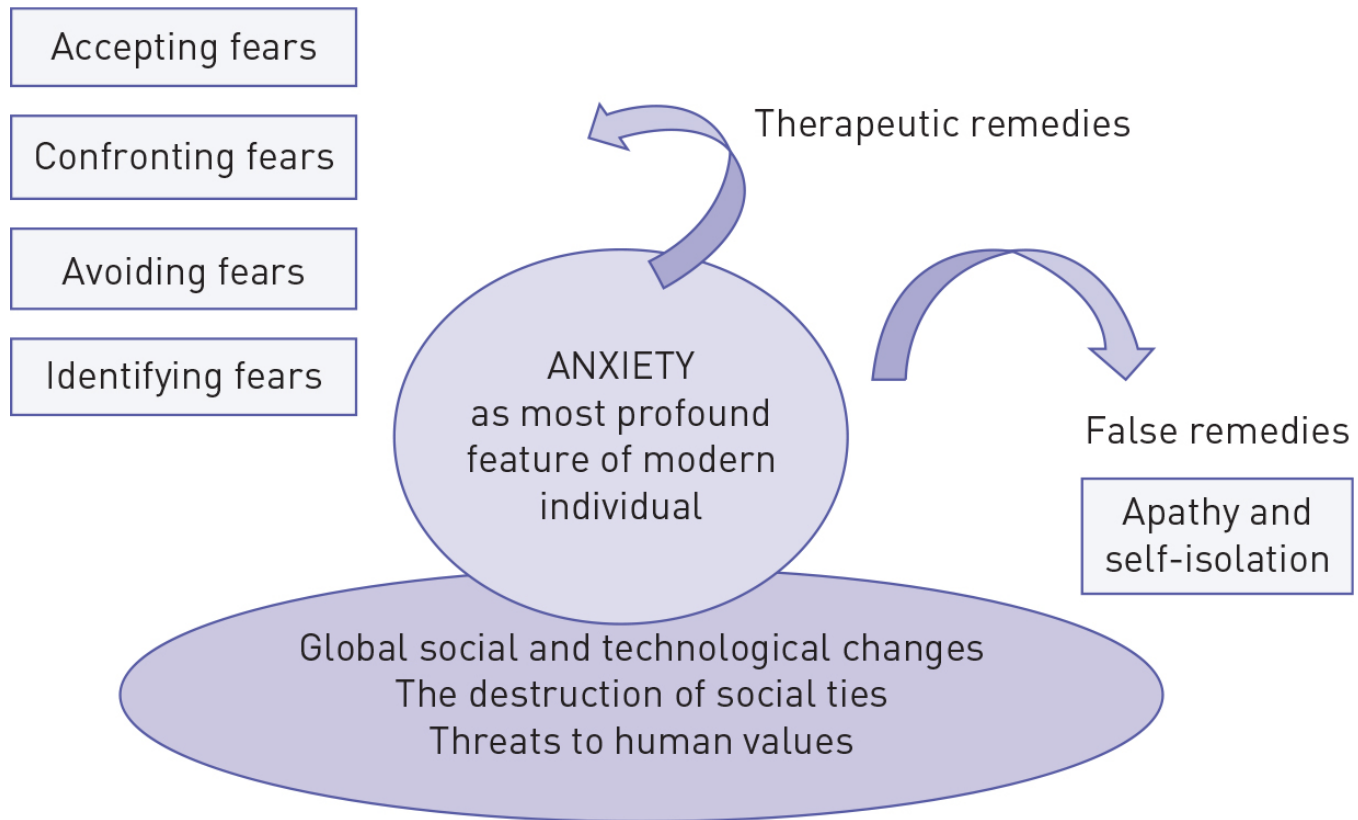 Accepting fears
Confronting fears
Avoiding fears
Identifying fears
Therapeutic remedies
ANXIETY
as most profound
feature of modern
individual
False remedies
Apathy and
self-isolation
Global social and technological changes
The destruction of social ties
Threats to human values